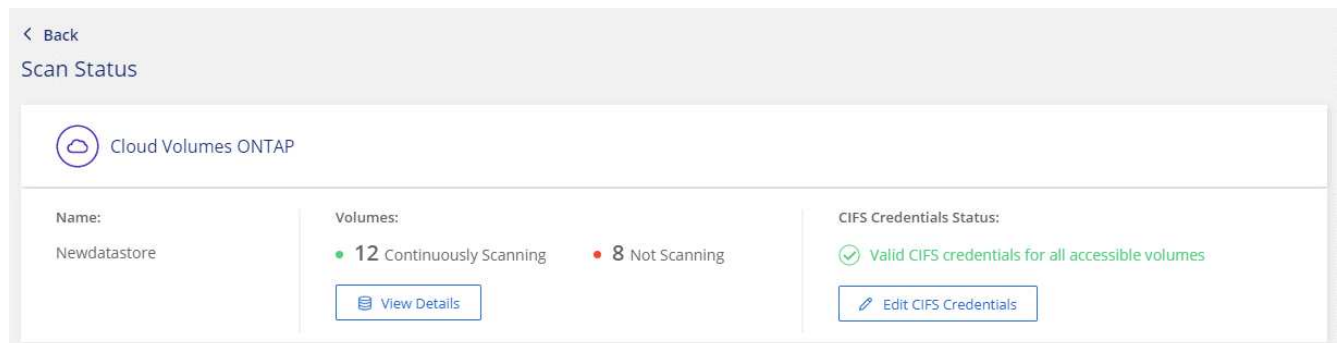 Back
Scan Status
Cloud Volumes ONTAP
Name:
Newdatastore
Volumes:
12 Continuously Scanning
8 Not Scanning
View Details
CIFS Credentials Status:
Valid CIFS credentials for all accessible volumes
Edit CIFS Credentials